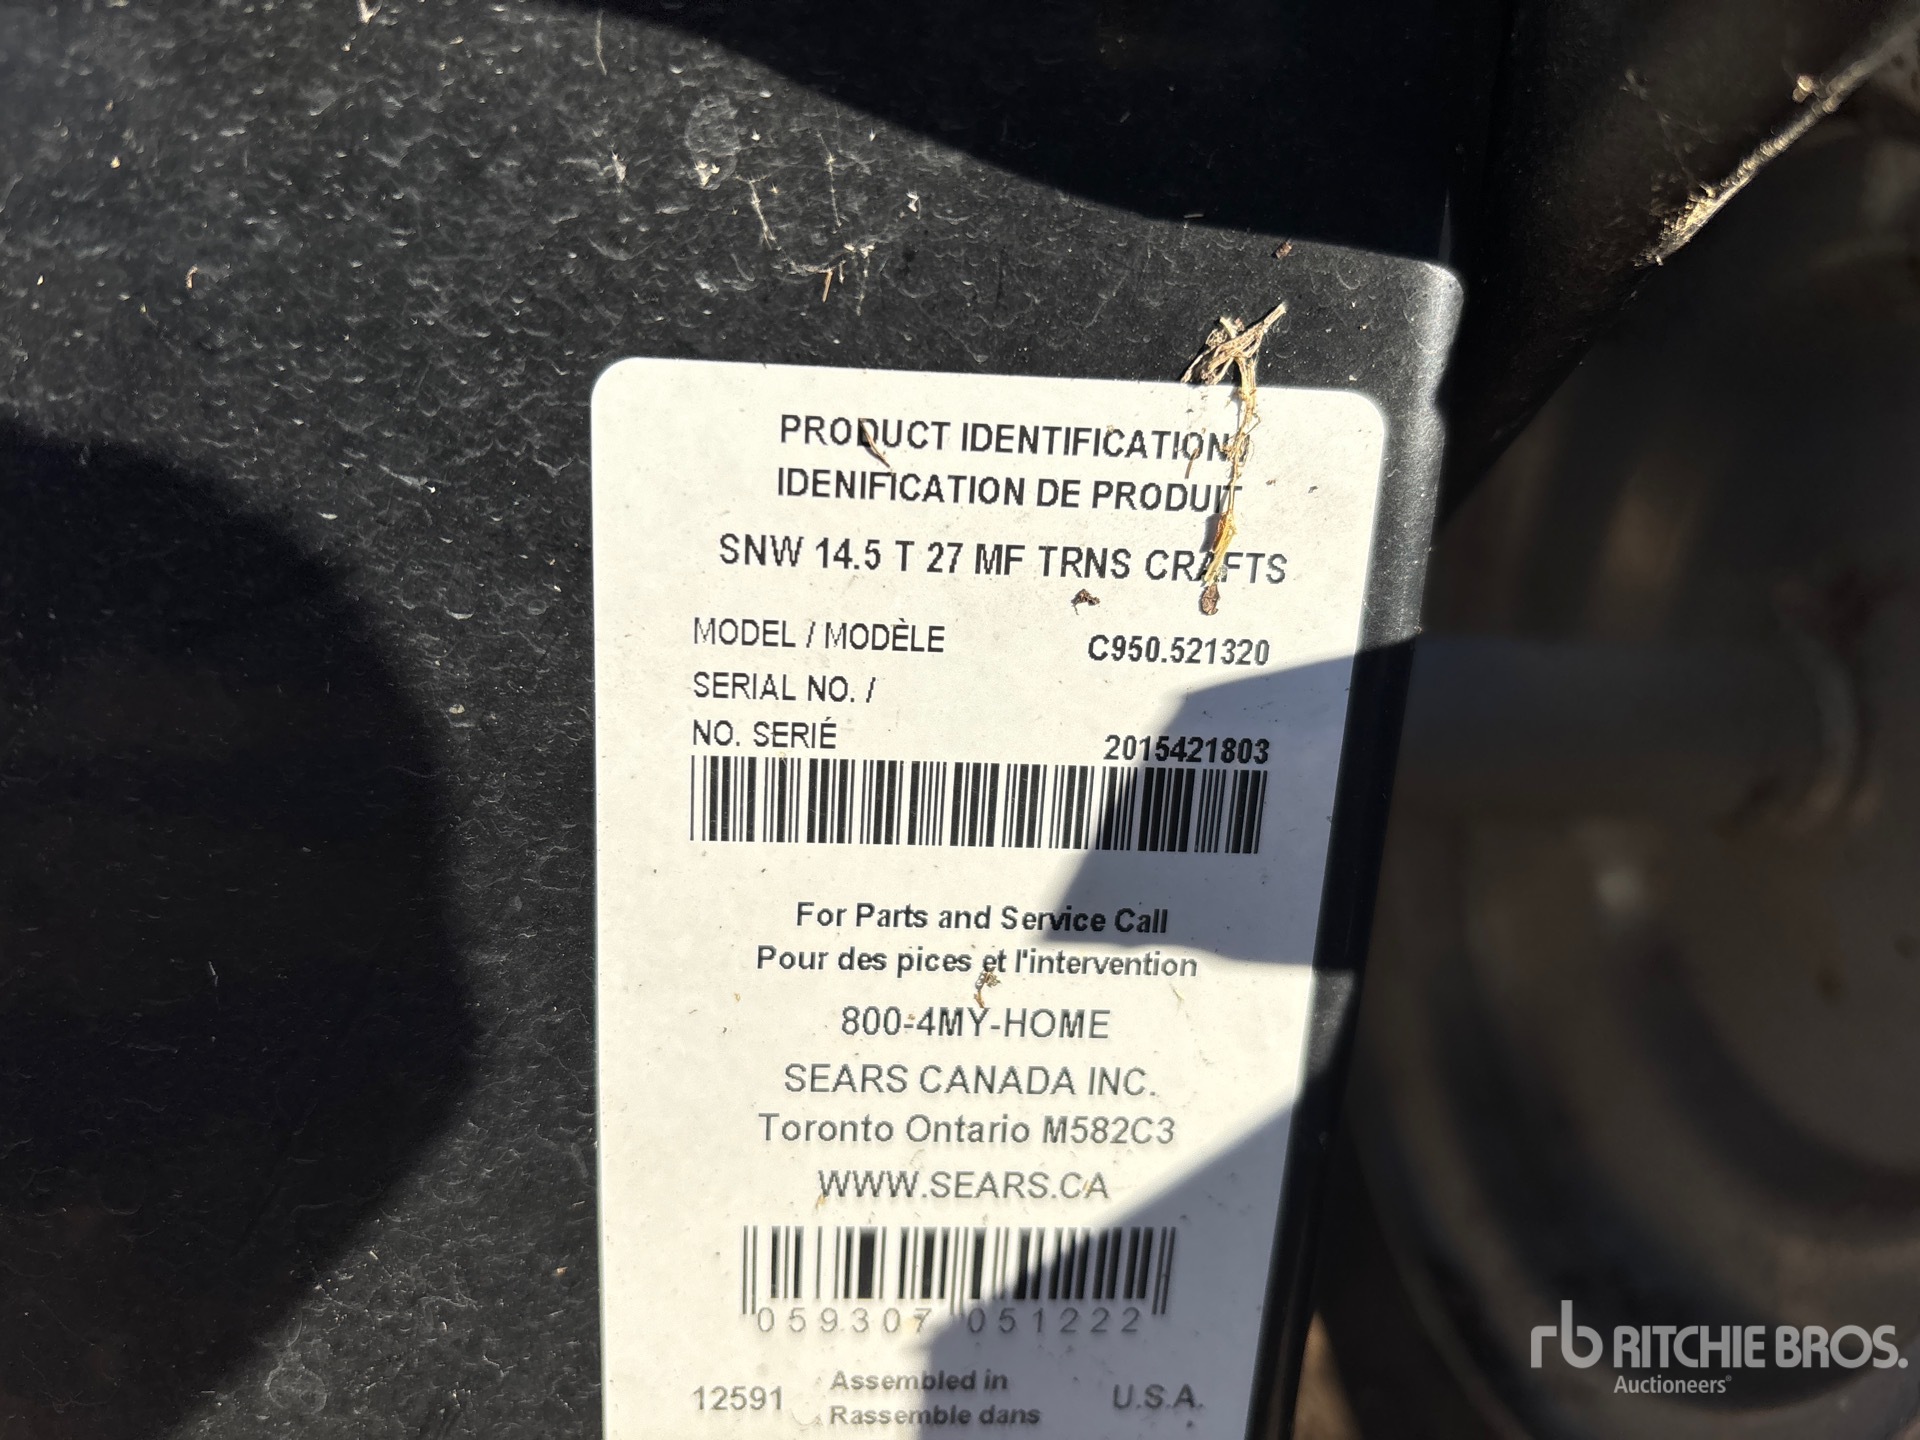 PRODUCT IDENTIFICATION/
IDENIFICATION DE PRODUIT
SNW 14.5 T 27 MF TRNS CRAFTS
MODEL / MODÈLE C950.521320
SERIAL NO. /
NO. SERIÉ 2015421803
For Parts and Service Call
Pour des pices et l'intervention
800-4MY-HOME
SEARS CANADA INC.
Toronto Ontario M582C3
WWW.SEARS.CA
059307 051222
12591 Assembled in U.S.A.
Rassemble dans
rb RITCHIE BROS.
Auctioneers